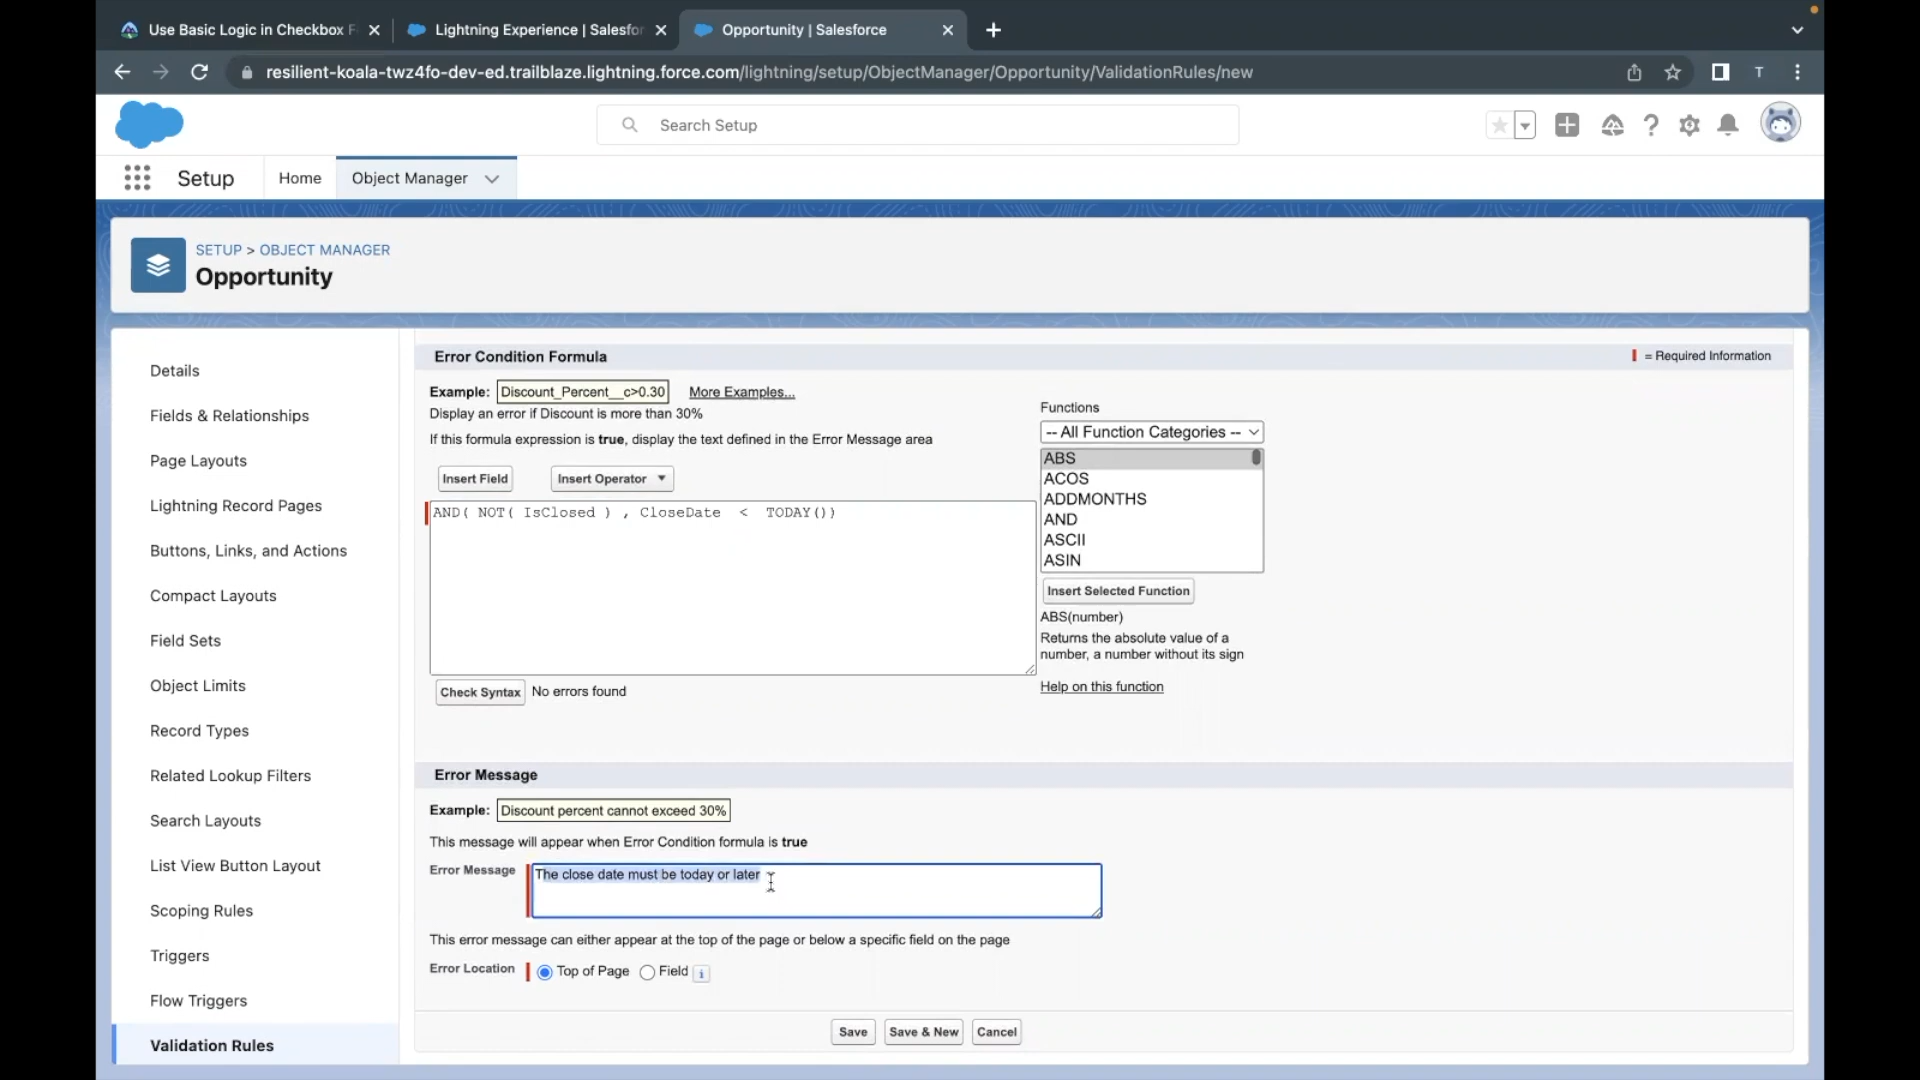 Use Basic Logic in Checkbox F
Lightning Experience | Salesfor
Opportunity | Salesforce
resilient-koala-twz4fo-dev-ed.trailblaze.lightning.force.com/lightning/setup/ObjectManager/Opportunity/ValidationRules/new
T
Search Setup
Setup
Home
Object Manager
SETUP > OBJECT MANAGER
Opportunity
Details
Fields & Relationships
Page Layouts
Lightning Record Pages
Buttons, Links, and Actions
Compact Layouts
Field Sets
Object Limits
Record Types
Related Lookup Filters
Search Layouts
List View Button Layout
Scoping Rules
Triggers
Flow Triggers
Validation Rules
Error Condition Formula
= Required Information
Example: Discount_Percent__c>0.30 More Examples...
Display an error if Discount is more than 30%
If this formula expression is true, display the text defined in the Error Message area
Insert Field
Insert Operator
AND( NOT( IsClosed ) , CloseDate  <  TODAY())
Check Syntax No errors found
Functions
-- All Function Categories --
ABS
ACOS
ADDMONTHS
AND
ASCII
ASIN
Insert Selected Function
ABS(number)
Returns the absolute value of a
number, a number without its sign
Help on this function
Error Message
Example: Discount percent cannot exceed 30%
This message will appear when Error Condition formula is true
Error Message The close date must be today or later
This error message can either appear at the top of the page or below a specific field on the page
Error Location Top of Page Field i
Save Save & New Cancel